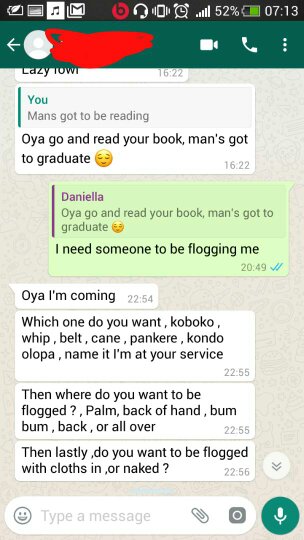 52% 07:13
Lazy fowl
16:22
You
Mans got to be reading
Oya go and read your book, man's got
to graduate 😌
16:22
Daniella
Oya go and read your book, man's got to
graduate 😌
I need someone to be flogging me
20:49
Oya I'm coming 22:54
Which one do you want , koboko ,
whip , belt , cane , pankere , kondo
olopa , name it I'm at your service
22:55
Then where do you want to be
flogged ? , Palm, back of hand , bum
bum , back , or all over
22:55
Then lastly ,do you want to be flogged
with cloths in ,or naked ?
22:56
Type a message